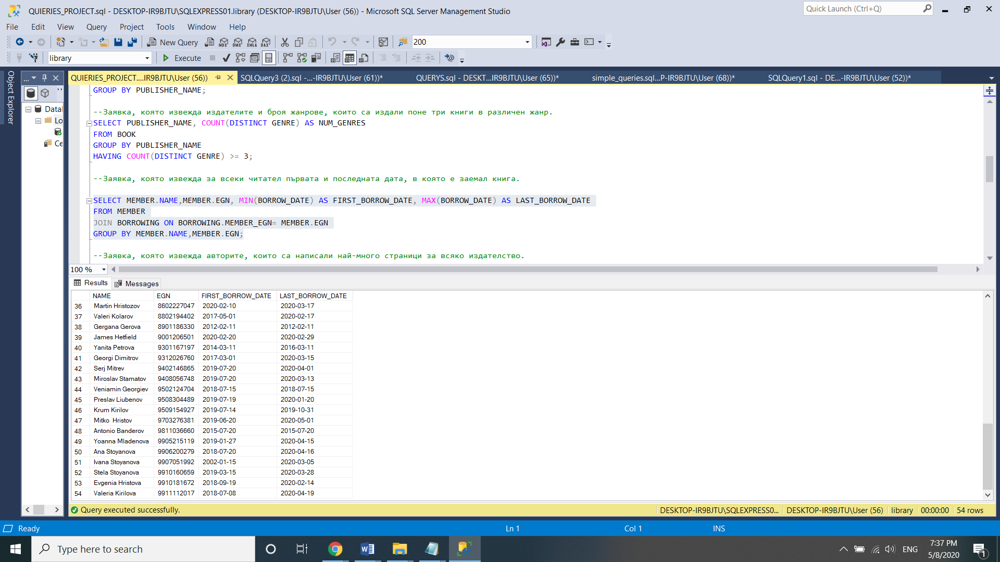 QUIERIES_PROJECT.sql - DESKTOP-IR9BJTU\SQLEXPRESS01.library (DESKTOP-IR9BJTU\User (56)) - Microsoft SQL Server Management Studio
Quick Launch (Ctrl+Q)
File Edit View Query Project Tools Window Help
New Query MDX DMX XMLA DAX 200
library Execute
Object Explorer
QUIERIES_PROJECT....IR9BJTU\User (56)) SQLQuery3 (2).sql -...-IR9BJTU\User (61))* QUERYS.sql - DESKT...IR9BJTU\User (65))* simple_queries.sql...P-IR9BJTU\User (68))* SQLQuery1.sql - DE...-IR9BJTU\User (52))*
Datal
Lo
Ce
GROUP BY PUBLISHER_NAME;
--Заявка, която извежда издателите и броя жанрове, които са издали поне три книги в различен жанр.
SELECT PUBLISHER_NAME, COUNT(DISTINCT GENRE) AS NUM_GENRES
FROM BOOK
GROUP BY PUBLISHER_NAME
HAVING COUNT(DISTINCT GENRE) >= 3;
--Заявка, която извежда за всеки читател първата и последната дата, в която е заемал книга.
SELECT MEMBER.NAME,MEMBER.EGN, MIN(BORROW_DATE) AS FIRST_BORROW_DATE, MAX(BORROW_DATE) AS LAST_BORROW_DATE
FROM MEMBER
JOIN BORROWING ON BORROWING.MEMBER_EGN= MEMBER.EGN
GROUP BY MEMBER.NAME,MEMBER.EGN;
--Заявка, която извежда авторите, които са написали най-много страници за всяко издателство.
100 %
Results Messages
NAME EGN FIRST_BORROW_DATE LAST_BORROW_DATE
36 Martin Hristozov 8602227047 2020-02-10 2020-03-17
37 Valeri Kolarov 8802194402 2017-05-01 2020-02-17
38 Gergana Gerova 8901186330 2012-02-11 2012-02-11
39 James Hetfield 9001206501 2020-02-20 2020-02-29
40 Yanita Petrova 9301167197 2014-03-11 2016-03-11
41 Georgi Dimitrov 9312026760 2017-03-01 2020-03-15
42 Serj Mitrev 9402146865 2019-07-20 2020-04-01
43 Miroslav Stamatov 9408056748 2019-07-20 2020-03-13
44 Veniamin Georgiev 9502124704 2018-07-15 2018-07-15
45 Preslav Liubenov 9508304489 2019-07-19 2020-01-20
46 Krum Kirilov 9509154927 2019-07-14 2019-10-31
47 Mitko Hristov 9703276381 2019-06-20 2020-05-01
48 Antonio Banderov 9811036660 2015-07-20 2015-07-20
49 Yoanna Mladenova 9905215119 2019-01-27 2020-04-15
50 Ana Stoyanova 9906200279 2018-07-20 2020-04-16
51 Ivana Stoyanova 9907051992 2002-01-15 2020-03-05
52 Stela Stoyanova 9910160659 2019-03-15 2020-03-28
53 Evgenia Hristova 9910181672 2018-09-19 2020-02-14
54 Valeria Kirilova 9911112017 2018-07-08 2020-04-19
Query executed successfully. DESKTOP-IR9BJTU\SQLEXPRESS0... DESKTOP-IR9BJTU\User (56) library 00:00:00 54 rows
Ready Ln 1 Col 1 INS
Type here to search
ENG
7:37 PM
5/8/2020
1